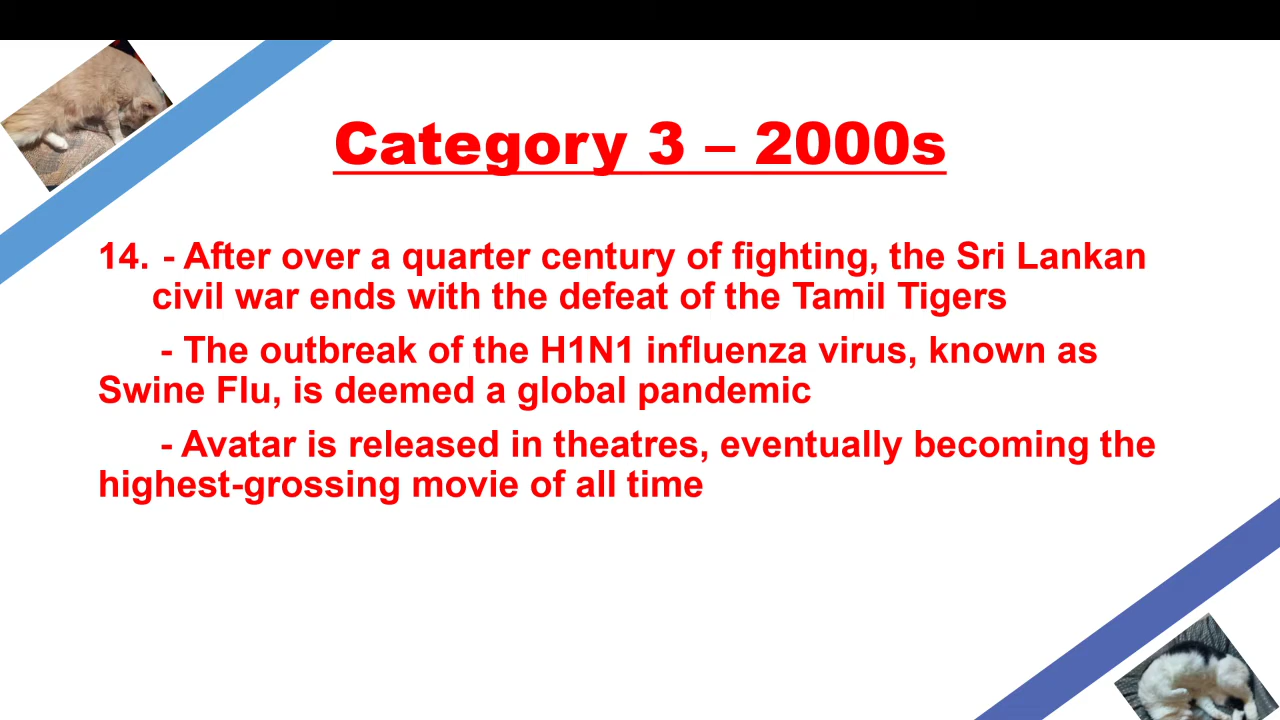 Category 3 – 2000s
14. - After over a quarter century of fighting, the Sri Lankan
civil war ends with the defeat of the Tamil Tigers
- The outbreak of the H1N1 influenza virus, known as
Swine Flu, is deemed a global pandemic
- Avatar is released in theatres, eventually becoming the
highest-grossing movie of all time